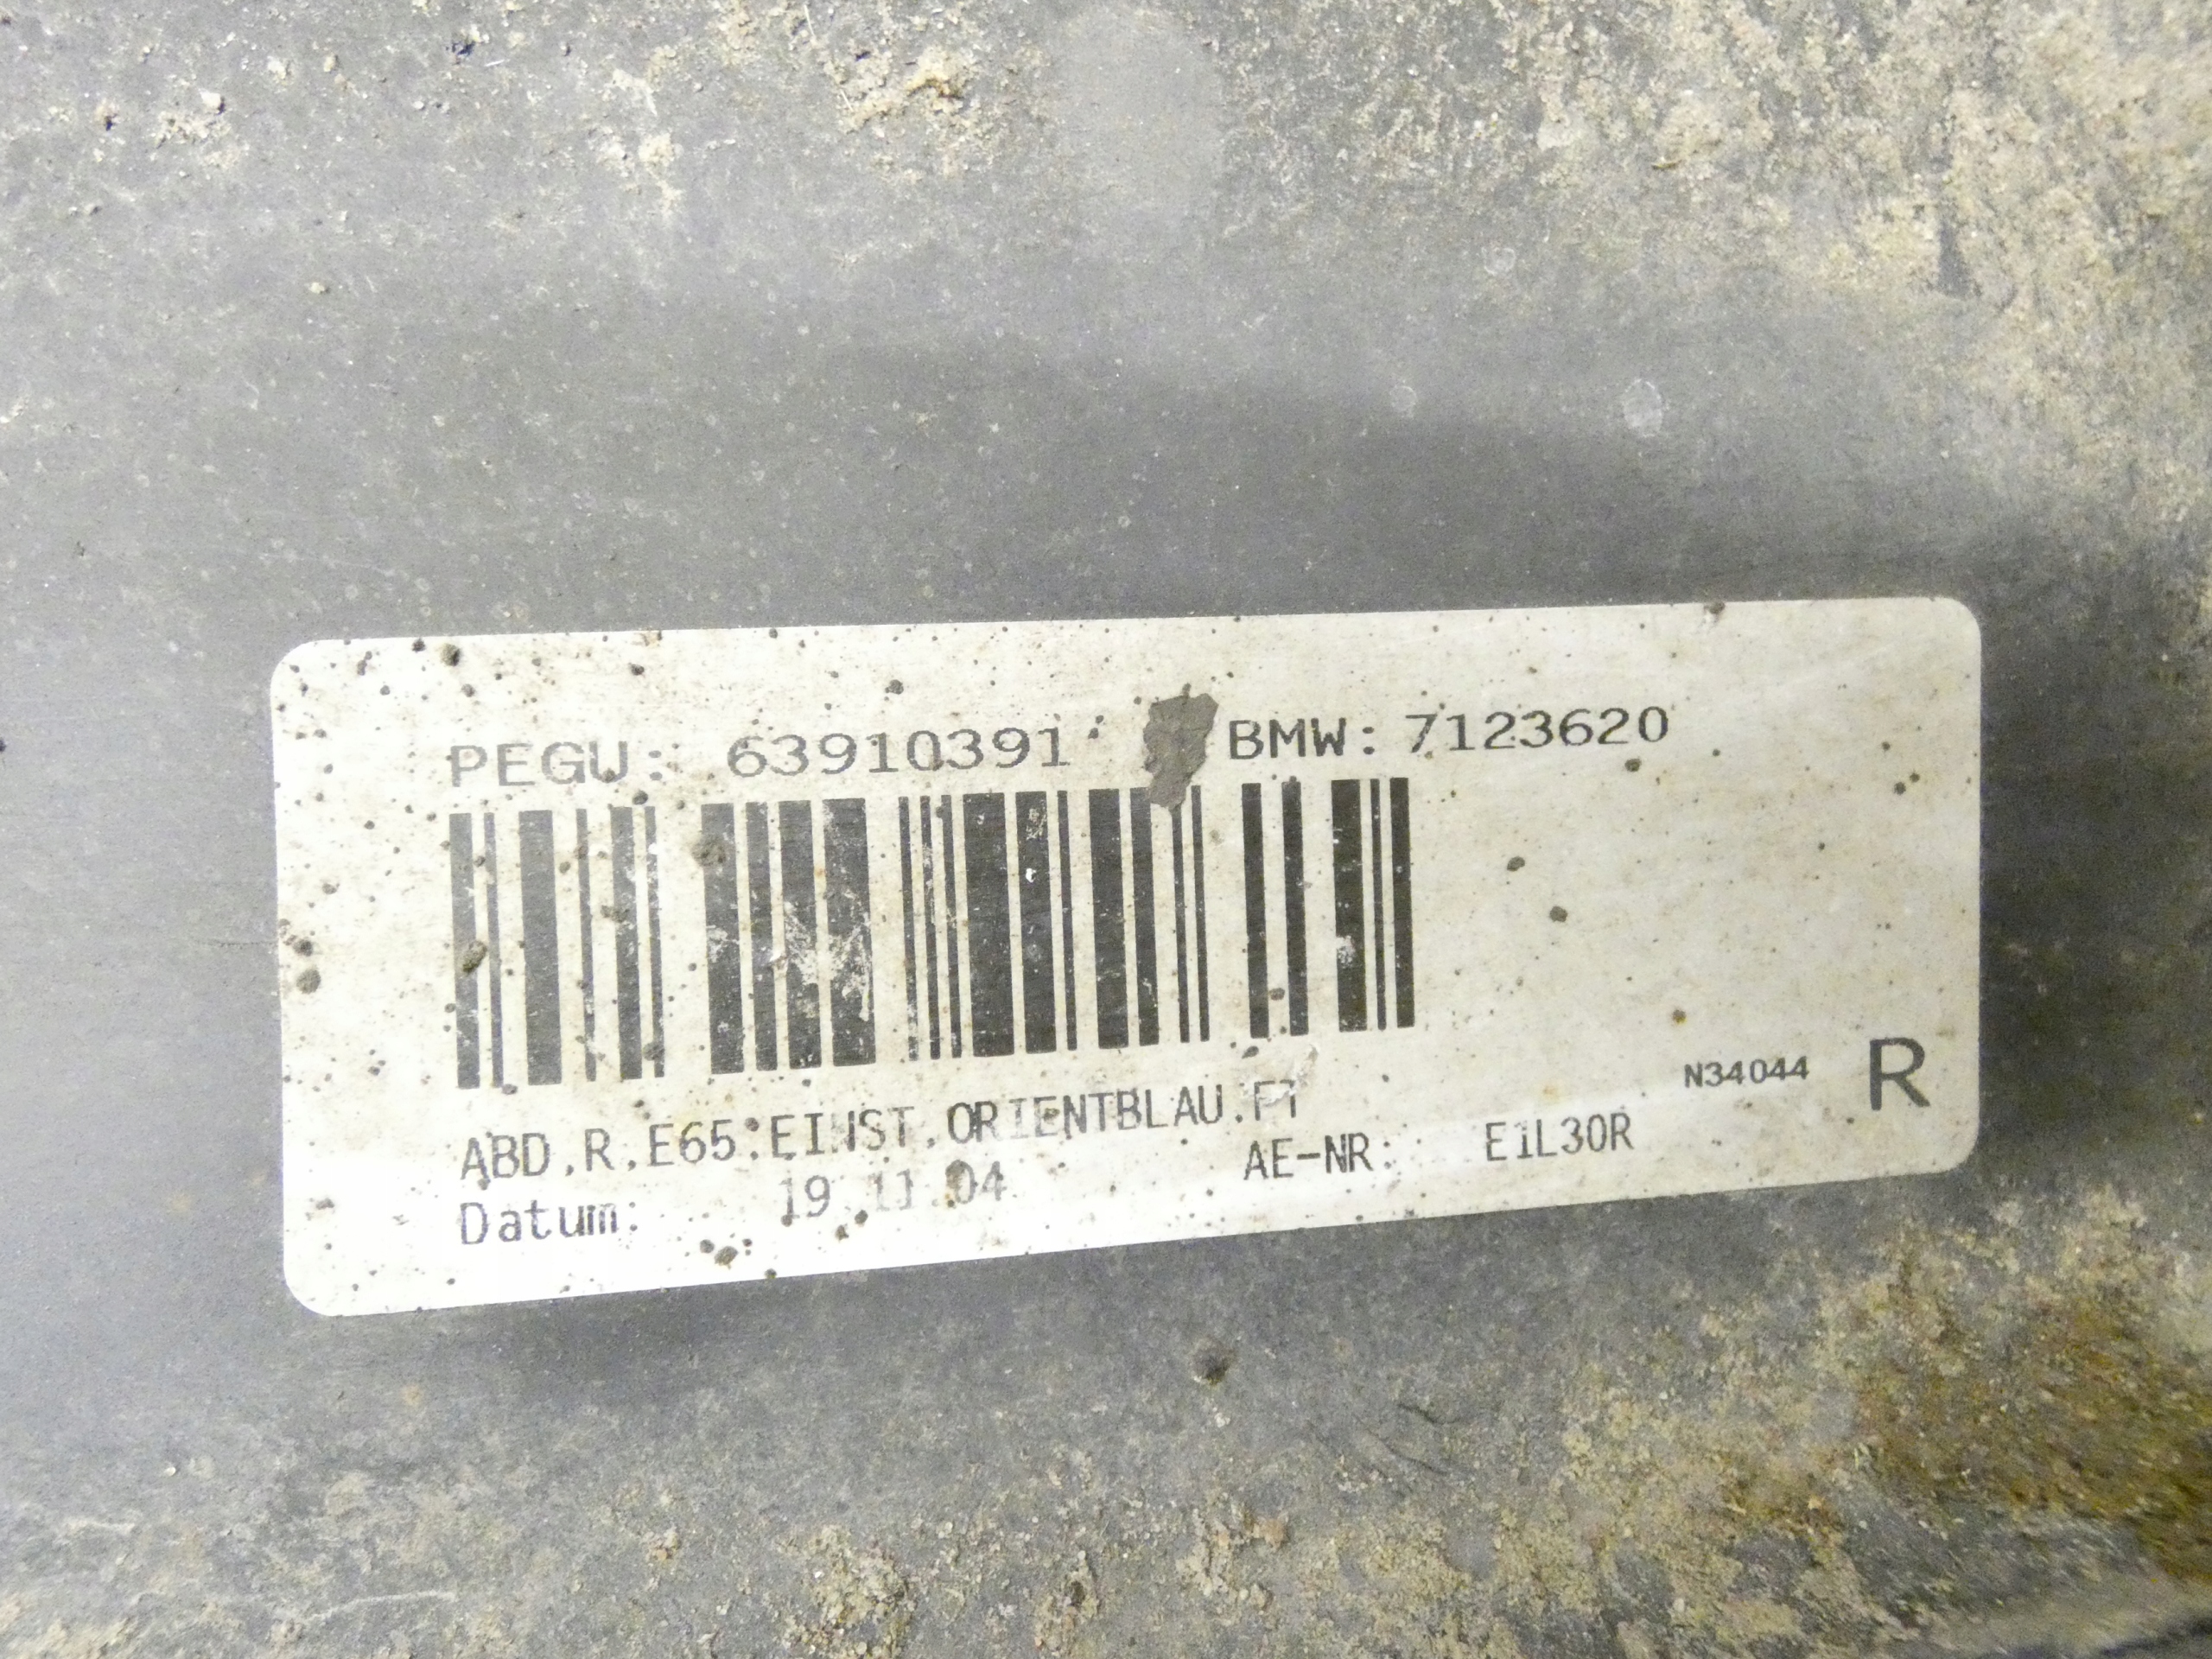 PEGU: 63910391 BMW: 7123620
N34044 R
ABD.R.E65.EINST.ORIENTBLAU.FT
AE-NR: E1L30R
Datum: 19.11.04